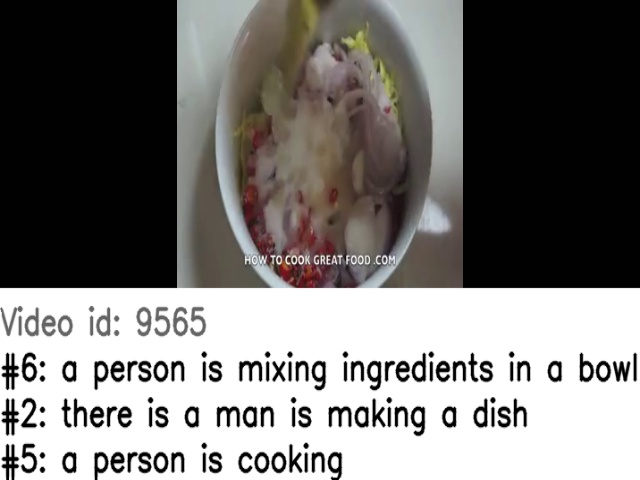 HOW TO COOK GREAT FOOD .COM
Video id: 9565
#6: a person is mixing ingredients in a bowl
#2: there is a man is making a dish
#5: a person is cooking